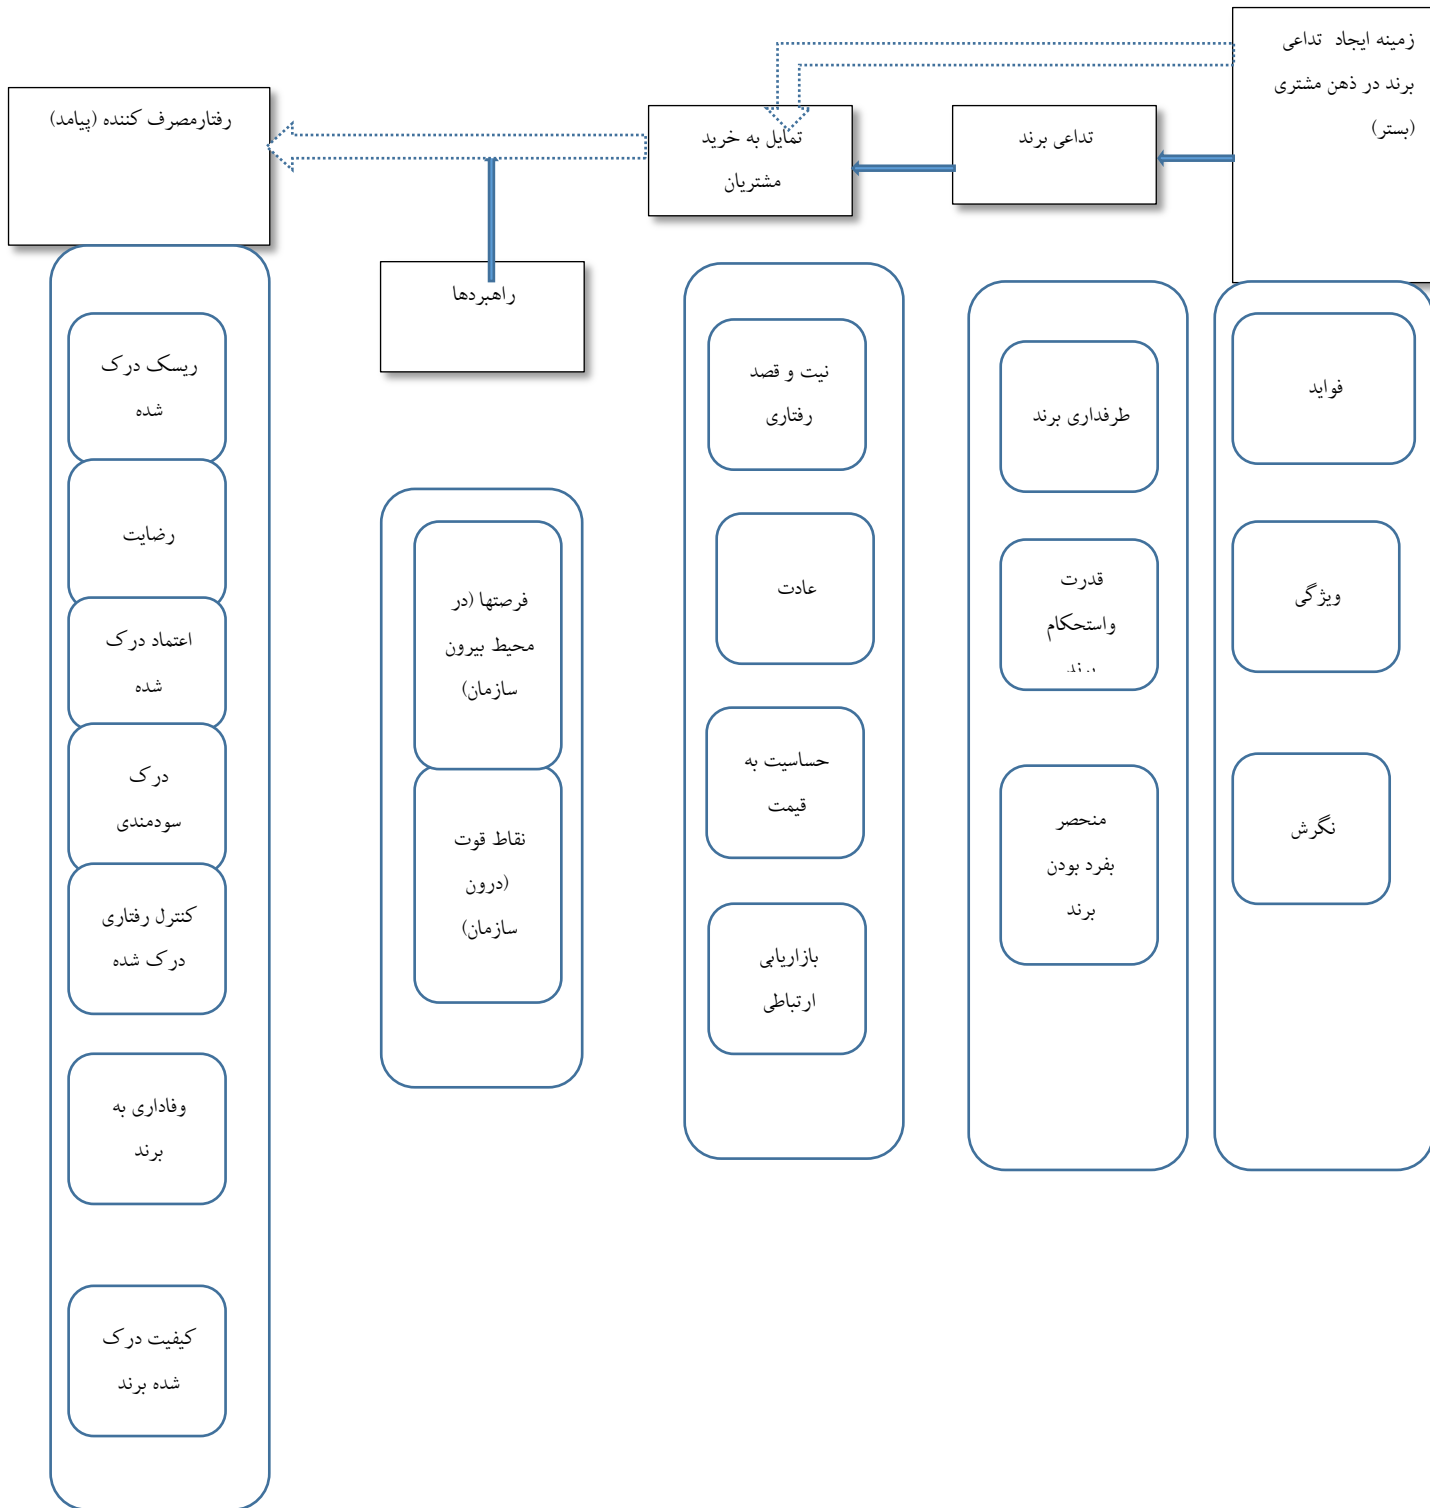 زمینه ایجاد  تداعی
برند در ذهن مشتری
(بستر)
تداعی برند
تمایل به خرید
مشتریان
رفتارمصرف کننده (پیامد)
راهبردها
فواید
ویژگی
نگرش
طرفداری برند
قدرت
واستحکام
برند
منحصر
بفرد بودن
برند
نیت و قصد
رفتاری
عادت
حساسیت به
قیمت
بازاریابی
ارتباطی
فرصتها (در
محیط بیرون
سازمان)
نقاط قوت
(درون
سازمان)
ریسک درک
شده
رضایت
اعتماد درک
شده
درک
سودمندی
کنترل رفتاری
درک شده
وفاداری به
برند
کیفیت درک
شده برند